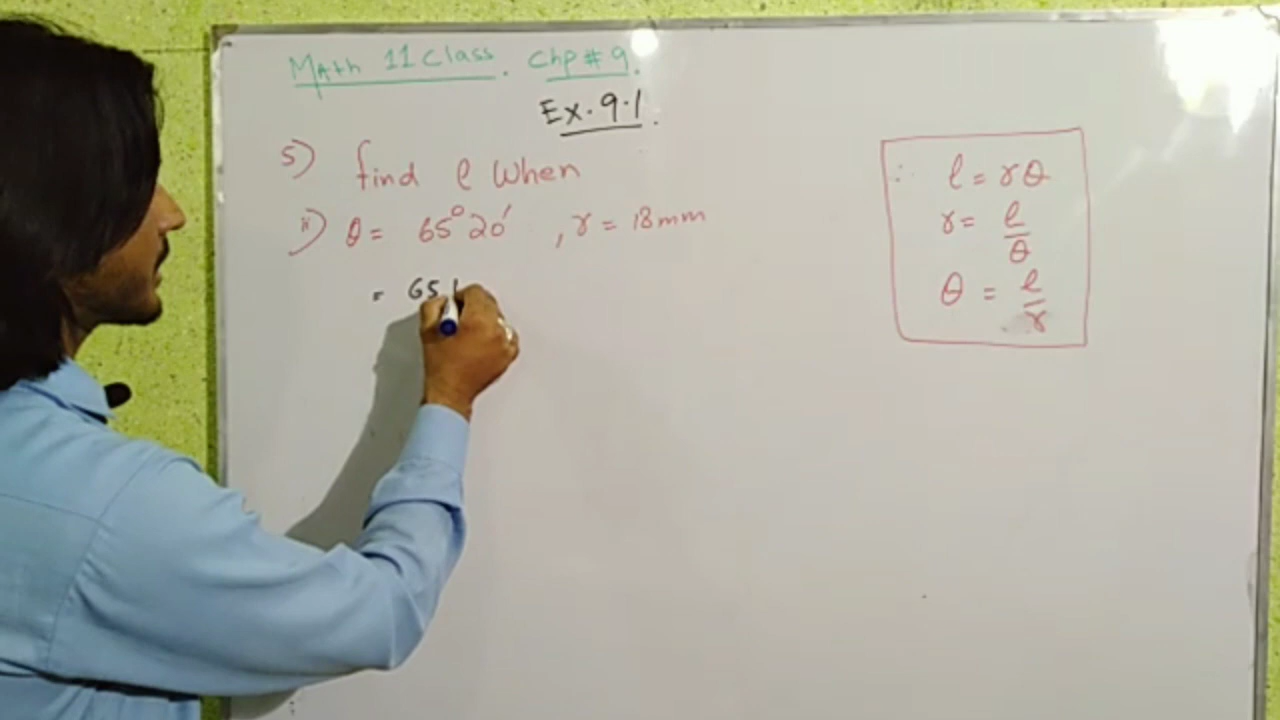 Math 11 Class. Chp # 9.
Ex. 9.1.
5) find l When
ii) θ = 65° 20′ , r = 18mm
= 65
∴ l = rθ
r = l/θ
θ = l/r